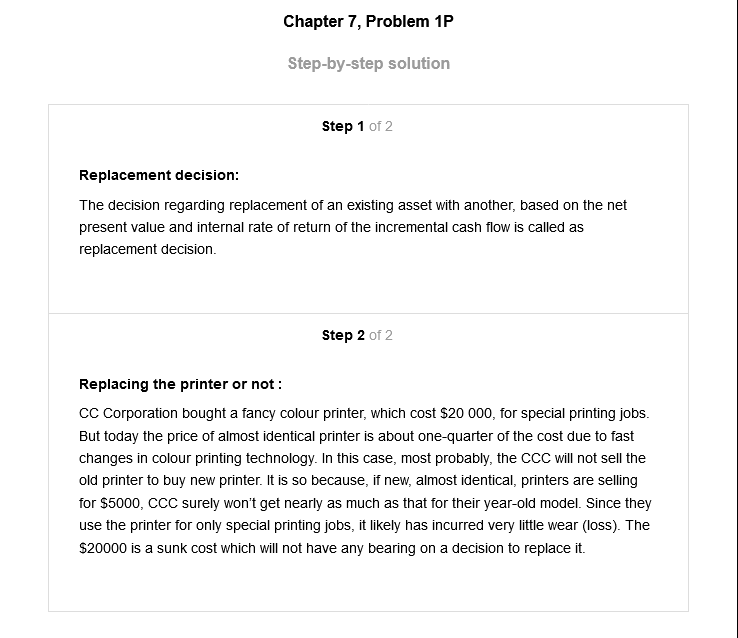 Chapter 7, Problem 1P
Step-by-step solution
Step 1 of 2
Replacement decision:
The decision regarding replacement of an existing asset with another, based on the net
present value and internal rate of return of the incremental cash flow is called as
replacement decision.
Step 2 of 2
Replacing the printer or not :
CC Corporation bought a fancy colour printer, which cost $20 000, for special printing jobs.
But today the price of almost identical printer is about one-quarter of the cost due to fast
changes in colour printing technology. In this case, most probably, the CCC will not sell the
old printer to buy new printer. It is so because, if new, almost identical, printers are selling
for $5000, CCC surely won't get nearly as much as that for their year-old model. Since they
use the printer for only special printing jobs, it likely has incurred very little wear (loss). The
$20000 is a sunk cost which will not have any bearing on a decision to replace it.